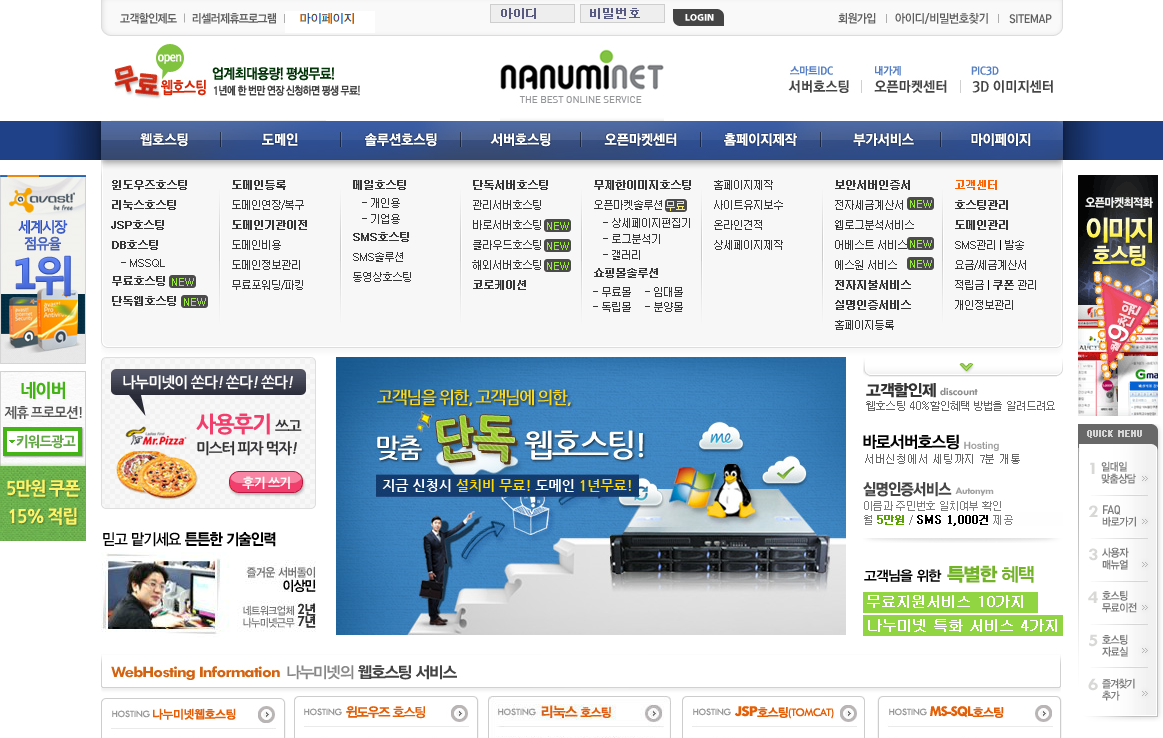 고객할인제도 | 리셀러제휴프로그램 | 마이페이지
아이디
비밀번호
LOGIN
회원가입 | 아이디/비밀번호찾기 | SITEMAP
open
무료웹호스팅
업계최대용량! 평생무료!
1년에 한 번만 연장 신청하면 평생 무료!
NANUMINET
THE BEST ONLINE SERVICE
스마트IDC
서버호스팅
내가게
오픈마켓센터
PIC3D
3D 이미지센터
웹호스팅
도메인
솔루션호스팅
서버호스팅
오픈마켓센터
홈페이지제작
부가서비스
마이페이지
윈도우즈호스팅
리눅스호스팅
JSP호스팅
DB호스팅
- MSSQL
무료호스팅 NEW
단독웹호스팅 NEW
도메인등록
도메인연장/복구
도메인기관이전
도메인비용
도메인정보관리
무료포워딩/파킹
메일호스팅
- 개인용
- 기업용
SMS호스팅
SMS솔루션
동영상호스팅
단독서버호스팅
관리서버호스팅
바로서버호스팅 NEW
클라우드호스팅 NEW
해외서버호스팅 NEW
코로케이션
무제한이미지호스팅
오픈마켓솔루션 무료
- 상세페이지편집기
- 로그분석기
- 갤러리
쇼핑몰솔루션
- 무료몰 - 임대몰
- 독립몰 - 분양몰
홈페이지제작
사이트유지보수
온라인견적
상세페이지제작
보안서버인증서
전자세금계산서 NEW
웹로그분석서비스
어베스트 서비스 NEW
에스원 서비스 NEW
전자지불서비스
실명인증서비스
홈페이지등록
고객센터
호스팅관리
도메인관리
SMS관리 | 발송
요금/세금계산서
적립금 | 쿠폰 관리
개인정보관리
avast!
세계시장
점유율
1위
네이버
제휴 프로모션!
키워드광고
5만원 쿠폰
15% 적립
나누미넷이 쏜다! 쏜다! 쏜다!
사용후기 쓰고
미스터 피자 먹자!
Mr.Pizza
후기 쓰기
믿고 맡기세요 튼튼한 기술인력
즐거운 서버돌이
이상민
네트워크업체 2년
나누미넷근무 7년
고객님을 위한, 고객님에 의한,
맞춤 단독 웹호스팅!
지금 신청시 설치비 무료! 도메인 1년무료!
me
고객할인제 discount
웹호스팅 40%할인혜택 방법을 알려드려요
바로서버호스팅 Hosting
서버신청에서 세팅까지 7분 개통
실명인증서비스 Autonym
이름과 주민번호 일치여부 확인
월 5만원 / SMS 1,000건 제공
고객님을 위한 특별한 혜택
무료지원서비스 10가지
나누미넷 특화 서비스 4가지
오픈마켓최적화
이미지
호스팅
월9천원
Gma
QUICK MENU
1 일대일
맞춤상담
2 FAQ
바로가기
3 사용자
매뉴얼
4 호스팅
무료이전
5 호스팅
자료실
6 즐겨찾기
추가
WebHosting Information 나누미넷의 웹호스팅 서비스
HOSTING 나누미넷웹호스팅
HOSTING 윈도우즈 호스팅
HOSTING 리눅스 호스팅
HOSTING JSP호스팅(TOMCAT)
HOSTING MS-SQL호스팅